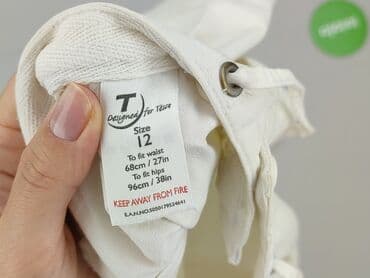 T
Designed for Tesco
Size
12
To fit waist
68cm / 27in
To fit hips
96cm / 38in
KEEP AWAY FROM FIRE